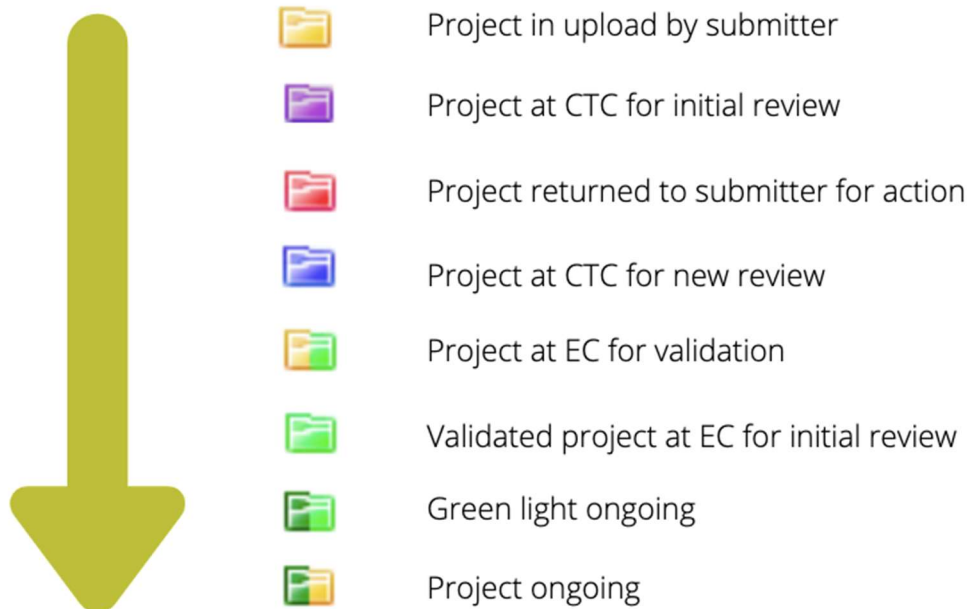 Project in upload by submitter
Project at CTC for initial review
Project returned to submitter for action
Project at CTC for new review
Project at EC for validation
Validated project at EC for initial review
Green light ongoing
Project ongoing